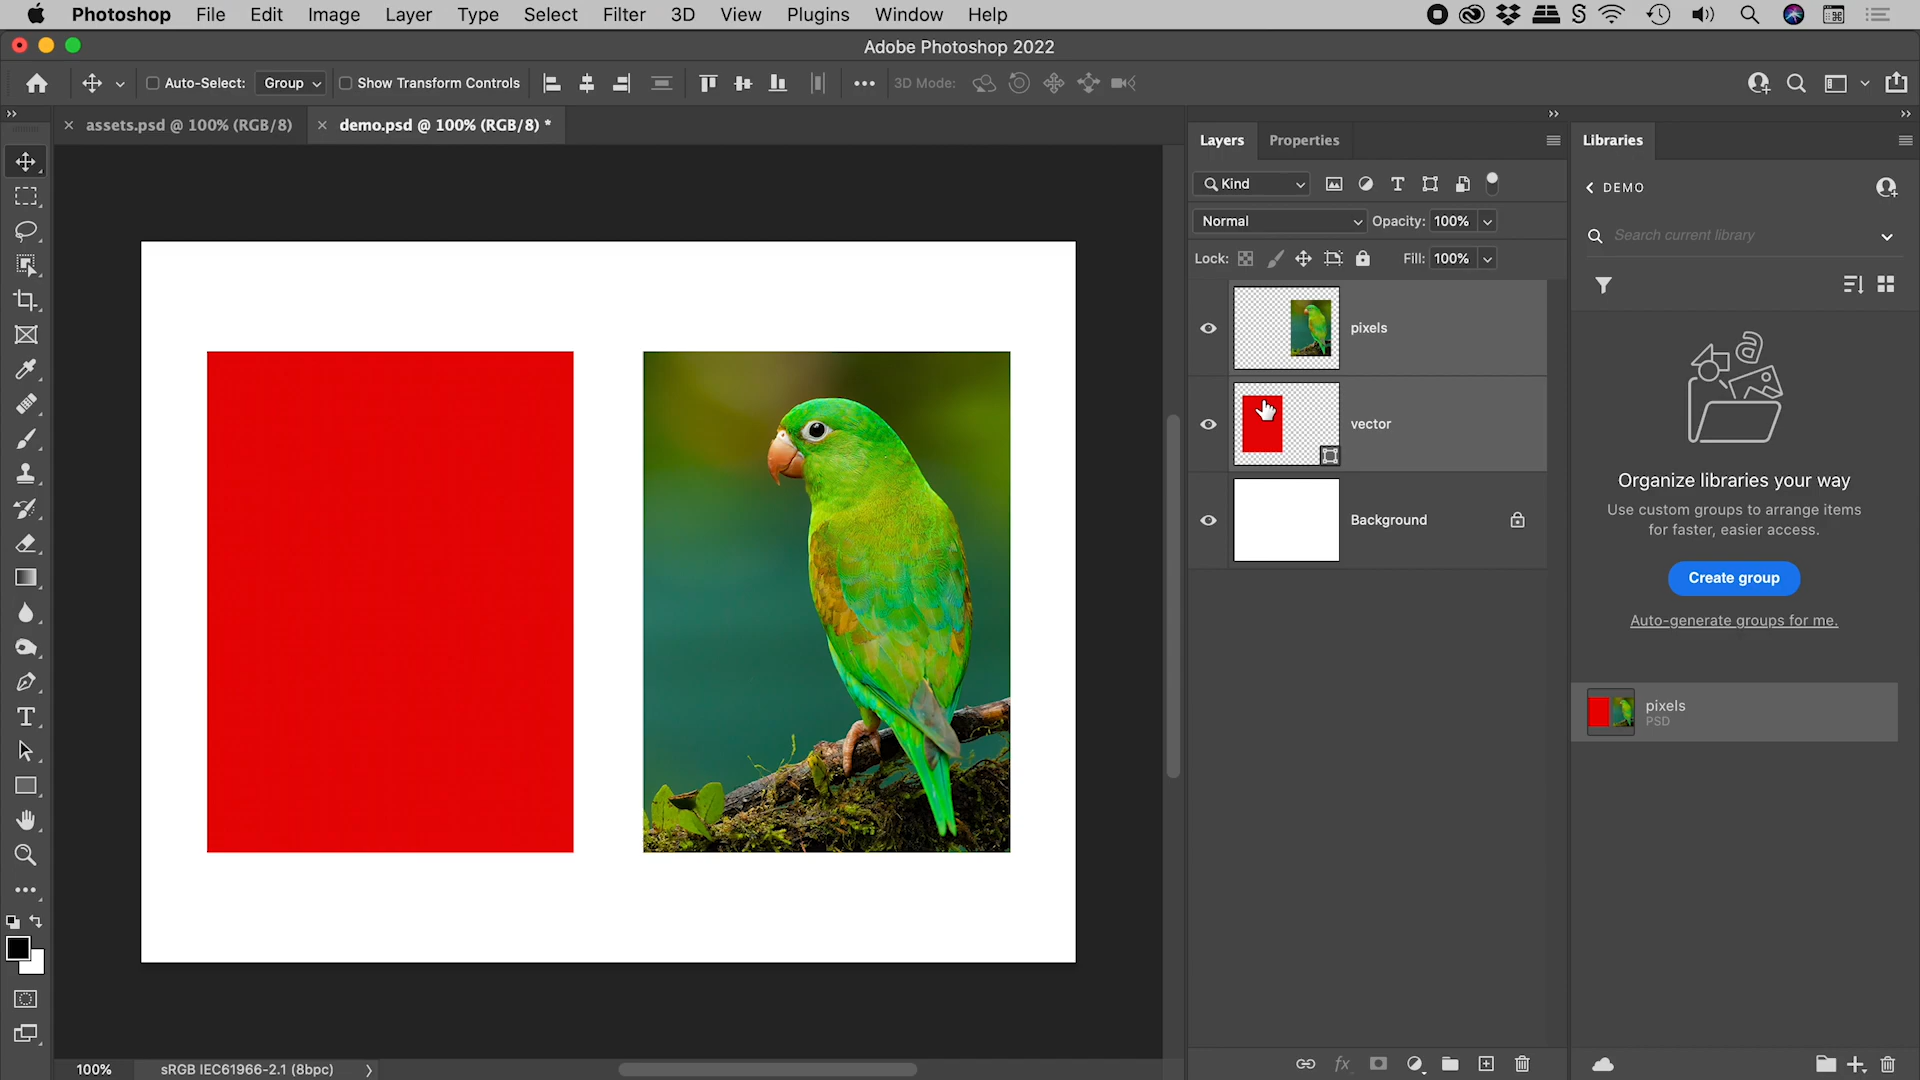 Photoshop File Edit Image Layer Type Select Filter 3D View Plugins Window Help
Adobe Photoshop 2022
Auto-Select: Group Show Transform Controls 3D Mode:
assets.psd @ 100% (RGB/8) demo.psd @ 100% (RGB/8) *
Layers Properties
Kind
Normal Opacity: 100%
Lock: Fill: 100%
pixels
vector
Background
Libraries
DEMO
Search current library
Organize libraries your way
Use custom groups to arrange items
for faster, easier access.
Create group
Auto-generate groups for me.
pixels
PSD
100% sRGB IEC61966-2.1 (8bpc)